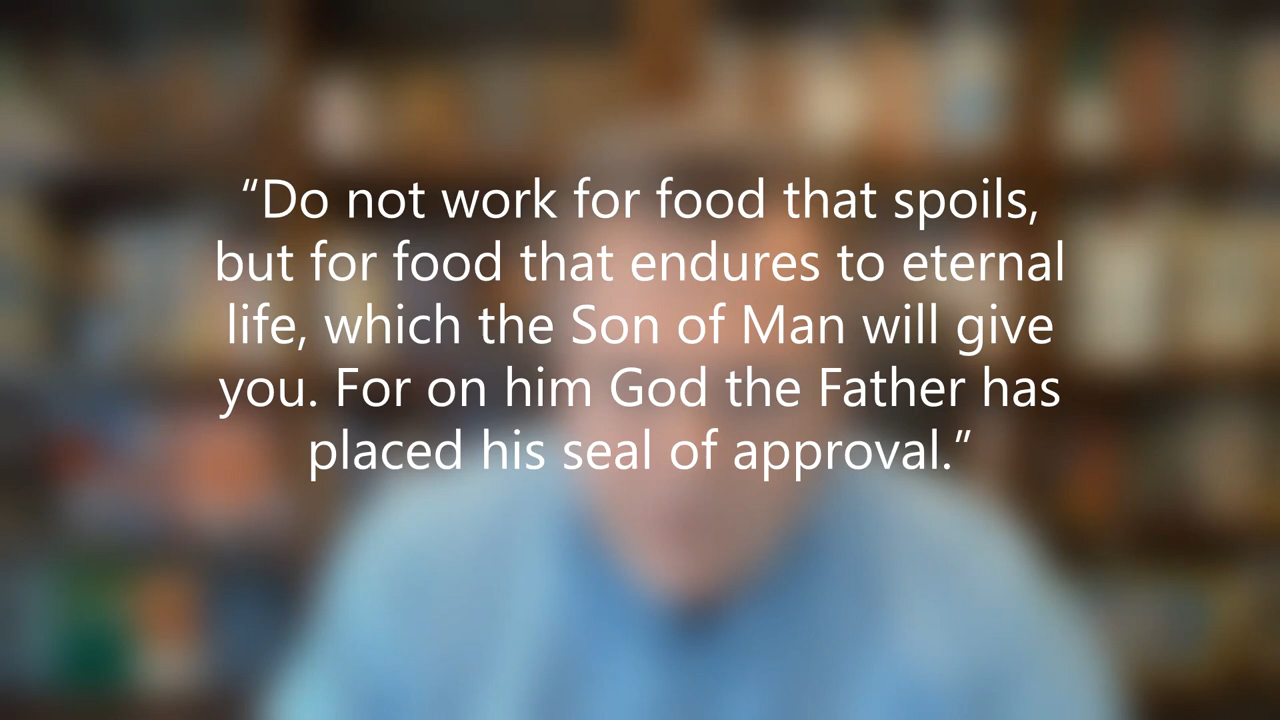 “Do not work for food that spoils,
but for food that endures to eternal
life, which the Son of Man will give
you. For on him God the Father has
placed his seal of approval.”